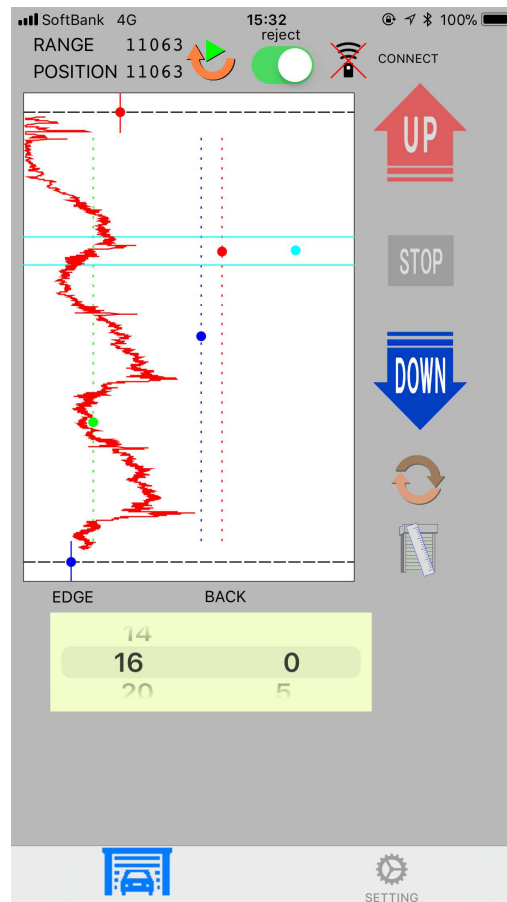 SoftBank 4G 15:32 100%
RANGE 11063 reject
POSITION 11063 CONNECT
UP
STOP
DOWN
EDGE BACK
14
16 0
20 5
SETTING